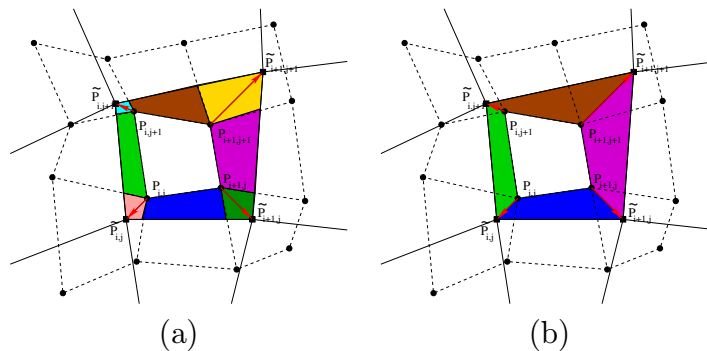 P̃i+1,j+1 P̃i+1,j+1
P̃i,j+1 P̃i,j+1
Pi,j+1 Pi+1,j+1 Pi,j+1 Pi+1,j+1
Pi,j Pi+1,j Pi,j Pi+1,j
P̃i,j P̃i+1,j P̃i,j P̃i+1,j
(a) (b)